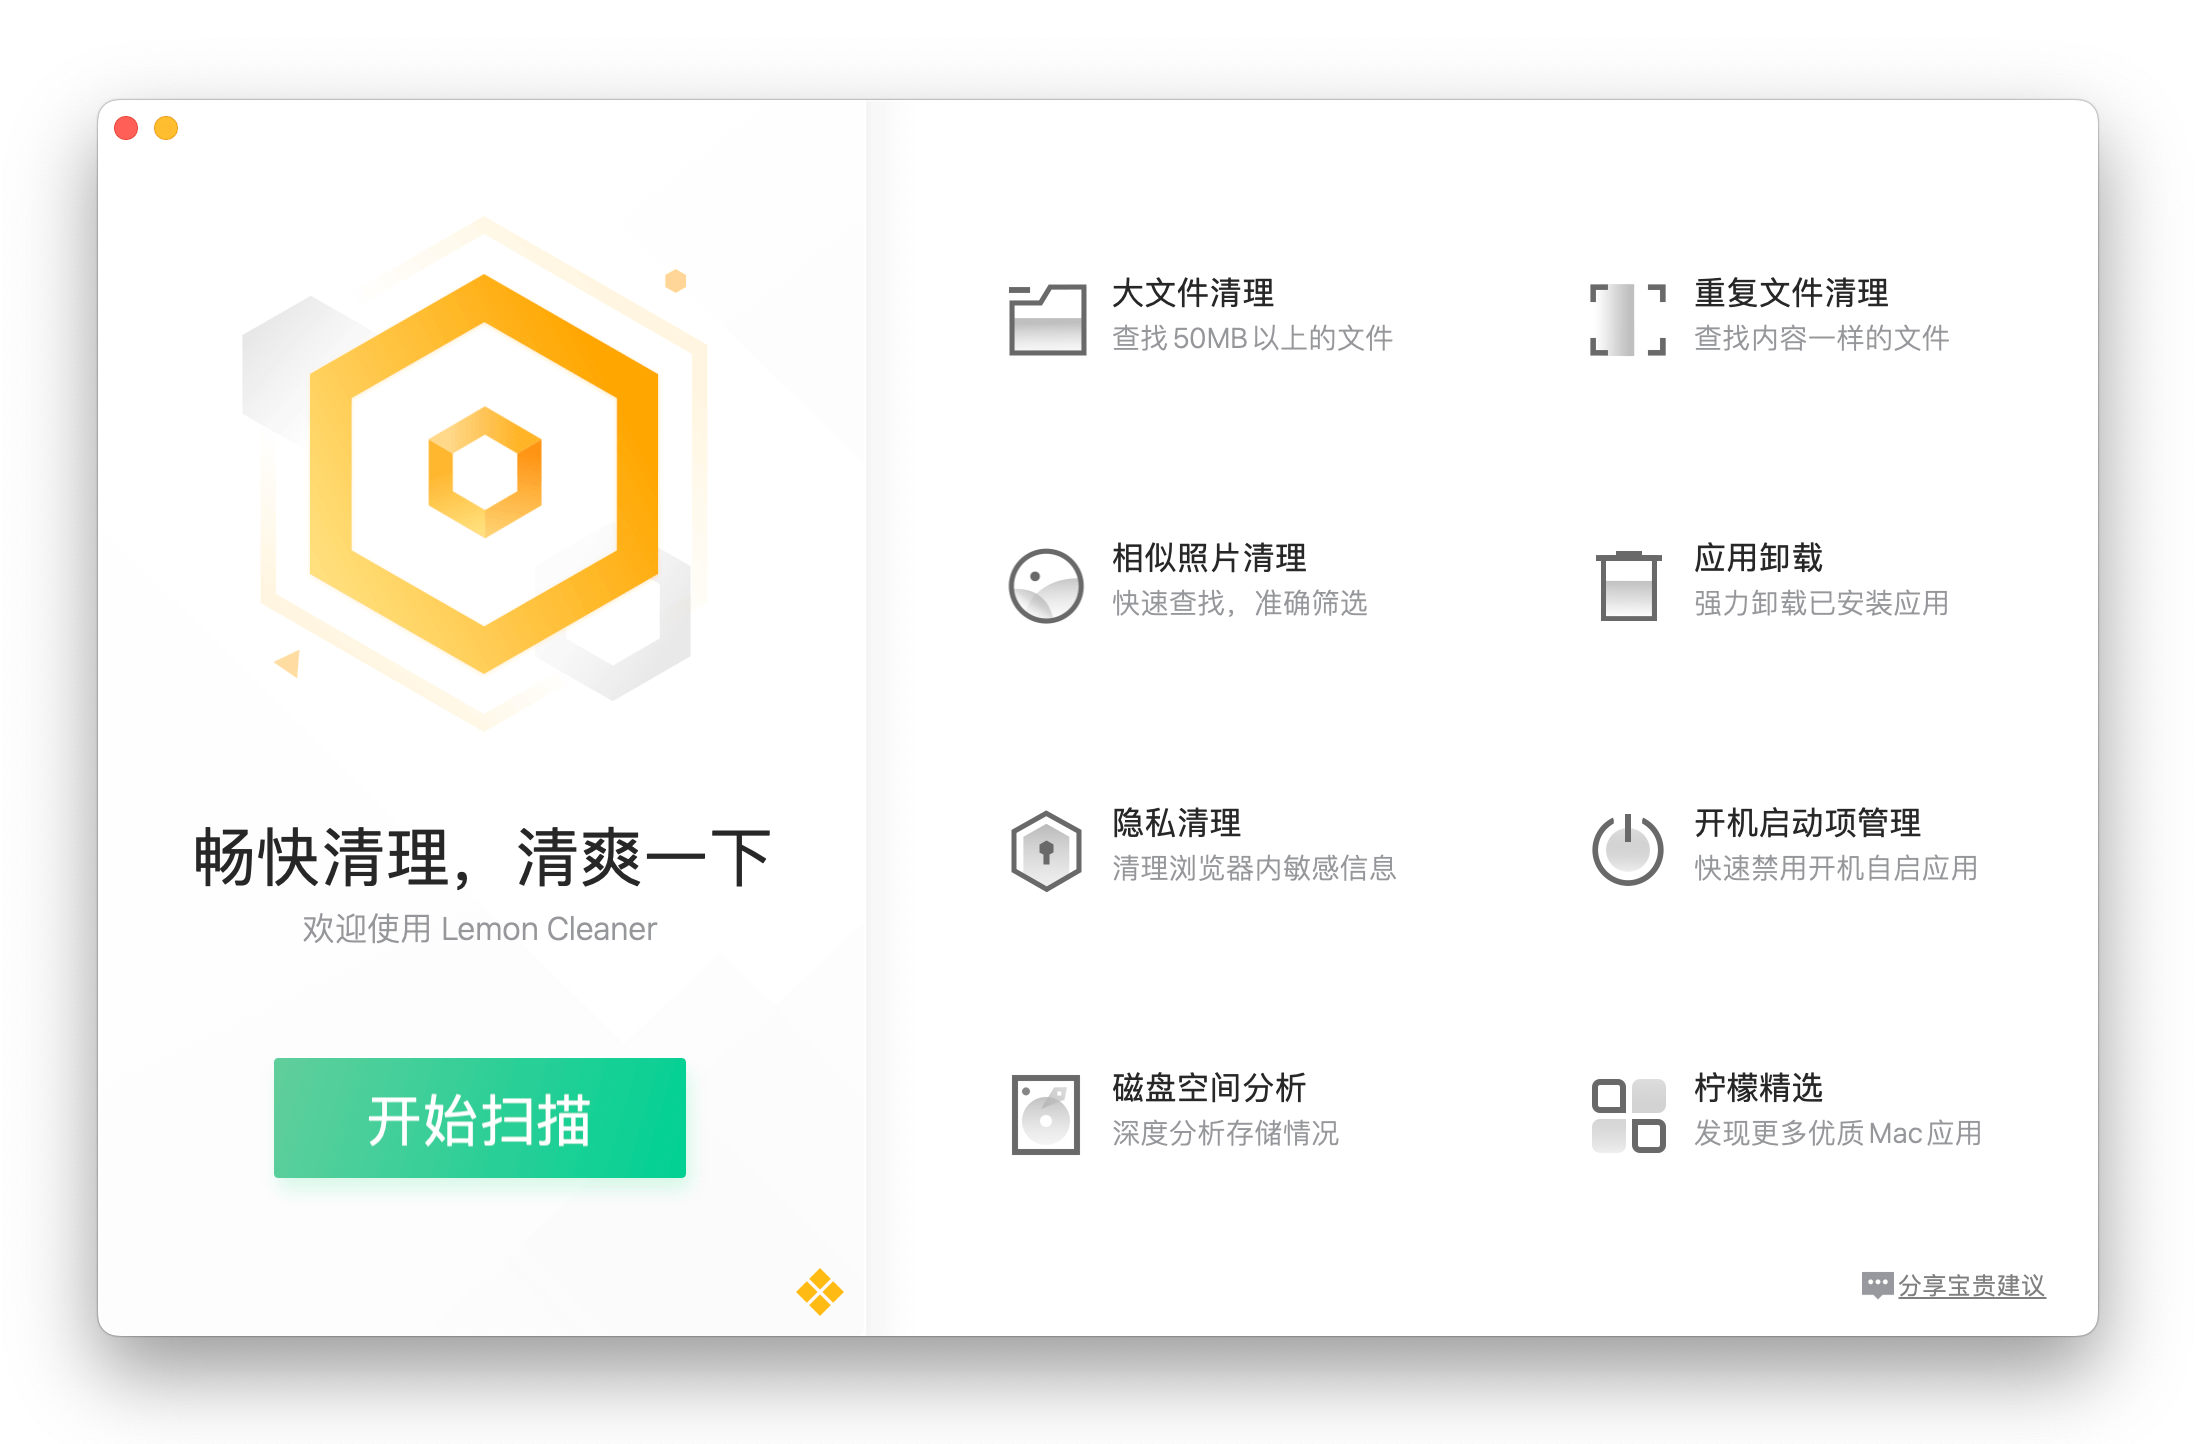 畅快清理，清爽一下
欢迎使用 Lemon Cleaner
开始扫描
大文件清理
查找50MB以上的文件
重复文件清理
查找内容一样的文件
相似照片清理
快速查找，准确筛选
应用卸载
强力卸载已安装应用
隐私清理
清理浏览器内敏感信息
开机启动项管理
快速禁用开机自启应用
磁盘空间分析
深度分析存储情况
柠檬精选
发现更多优质Mac应用
分享宝贵建议